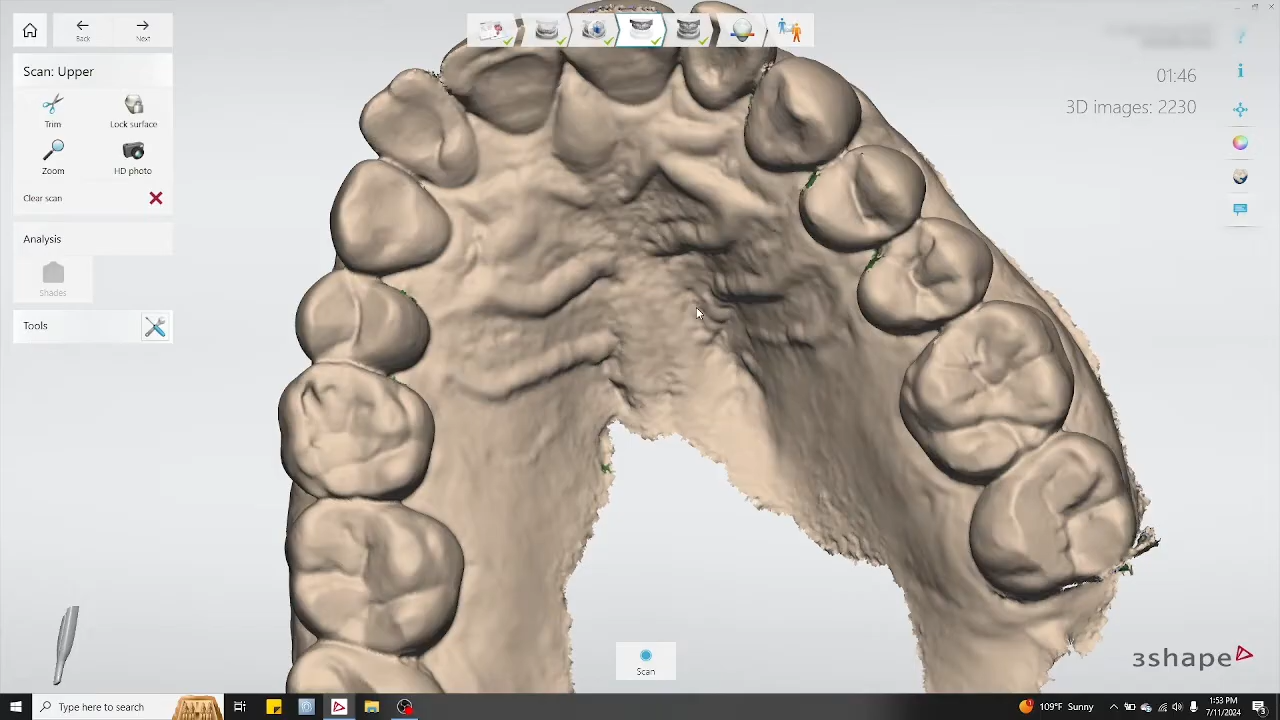 Next
Scan: Upper
01:46
3D images: 2230
Trim
Lock surface
Zoom
HD photo
Clear scan
Analysis
Shades
Tools
Scan
3shape
Type here to search
109°F Sunny
1:53 PM
7/11/2024